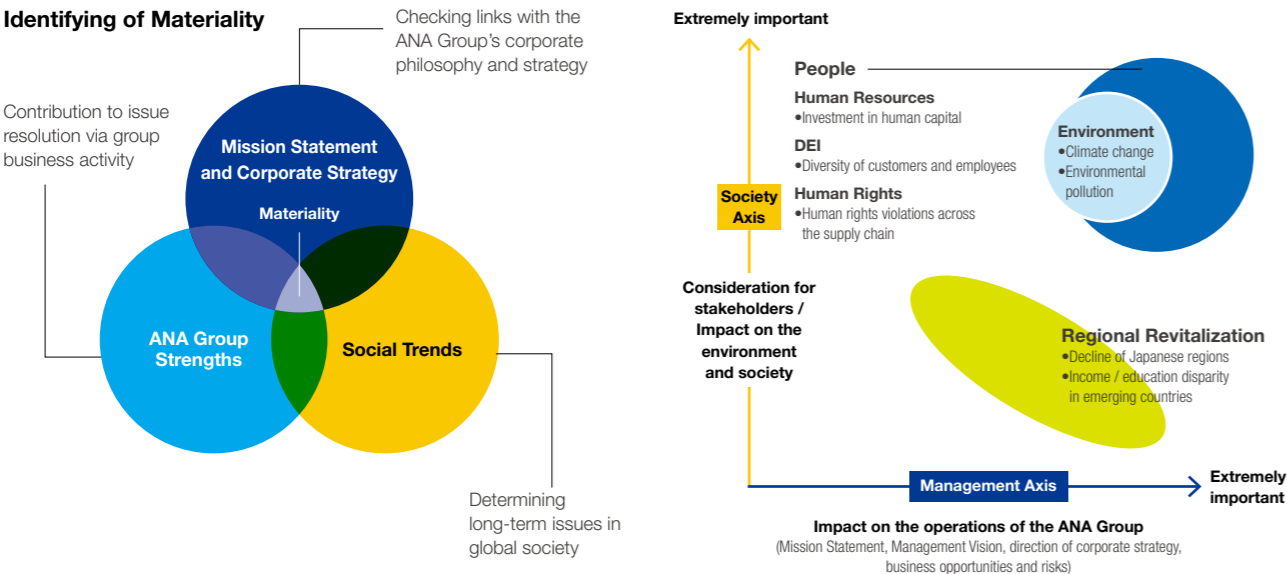 Identifying of Materiality
Checking links with the
ANA Group's corporate
philosophy and strategy
Contribution to issue
resolution via group
business activity
Mission Statement
and Corporate Strategy
Materiality
ANA Group
Strengths
Social Trends
Determining
long-term issues in
global society
Extremely important
People
Human Resources
•Investment in human capital
DEI
•Diversity of customers and employees
Human Rights
•Human rights violations across
the supply chain
Environment
•Climate change
•Environmental
pollution
Society
Axis
Consideration for
stakeholders /
Impact on the
environment
and society
Regional Revitalization
•Decline of Japanese regions
•Income / education disparity
in emerging countries
Management Axis
Extremely
important
Impact on the operations of the ANA Group
(Mission Statement, Management Vision, direction of corporate strategy,
business opportunities and risks)